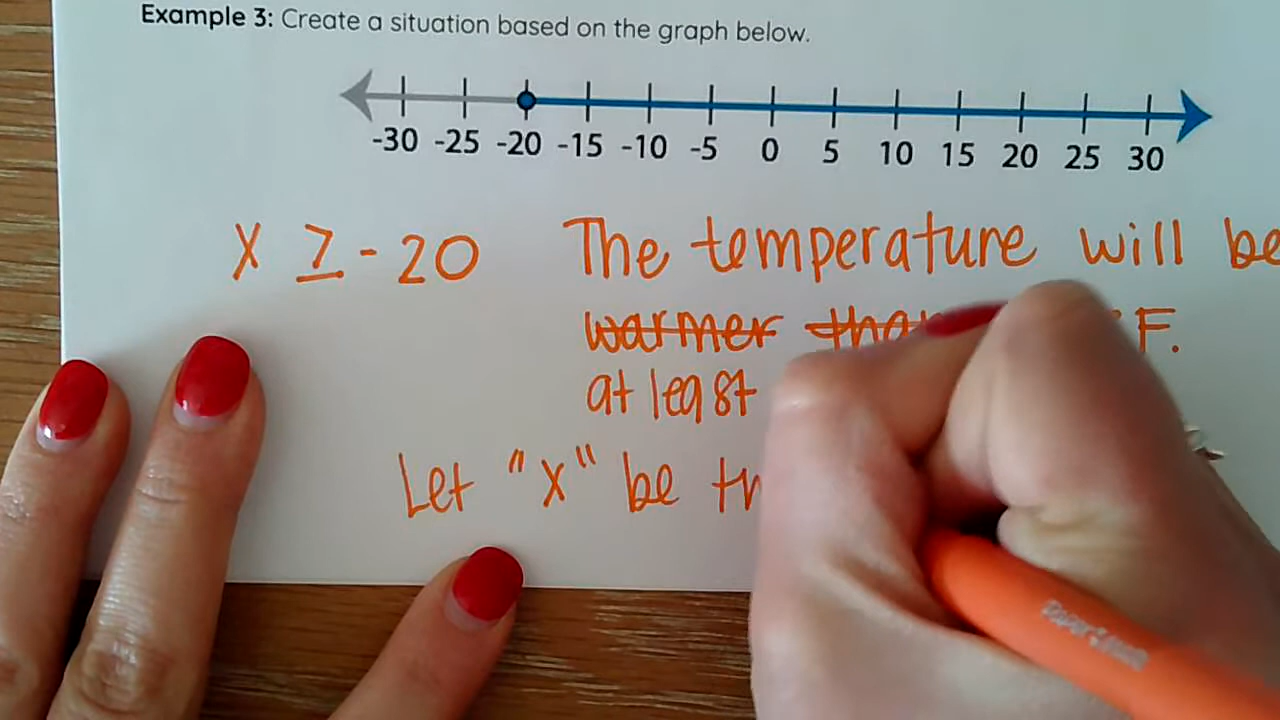 Example 3: Create a situation based on the graph below.
-30 -25 -20 -15 -10 -5 0 5 10 15 20 25 30
X ≥ -20 The temperature will be
warmer F.
at least
Let "x" be